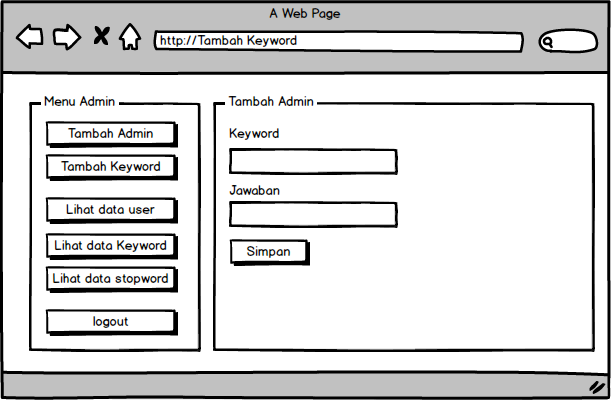 A Web Page
http://Tambah Keyword
Menu Admin
Tambah Admin
Tambah Keyword
Lihat data user
Lihat data Keyword
Lihat data stopword
logout
Tambah Admin
Keyword
Jawaban
Simpan